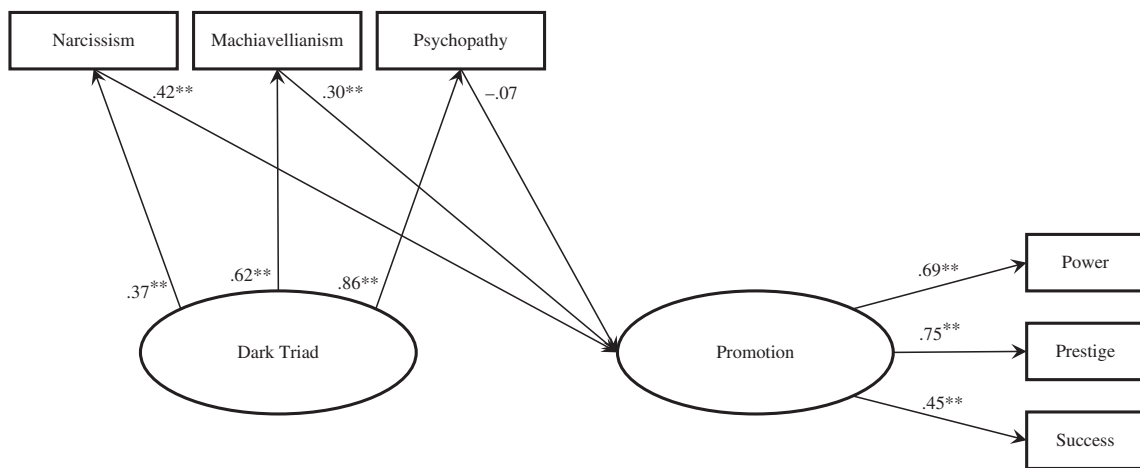 Narcissism
Machiavellianism
Psychopathy
.42**
.30**
–.07
.37**
.62**
.86**
Dark Triad
Promotion
.69**
.75**
.45**
Power
Prestige
Success